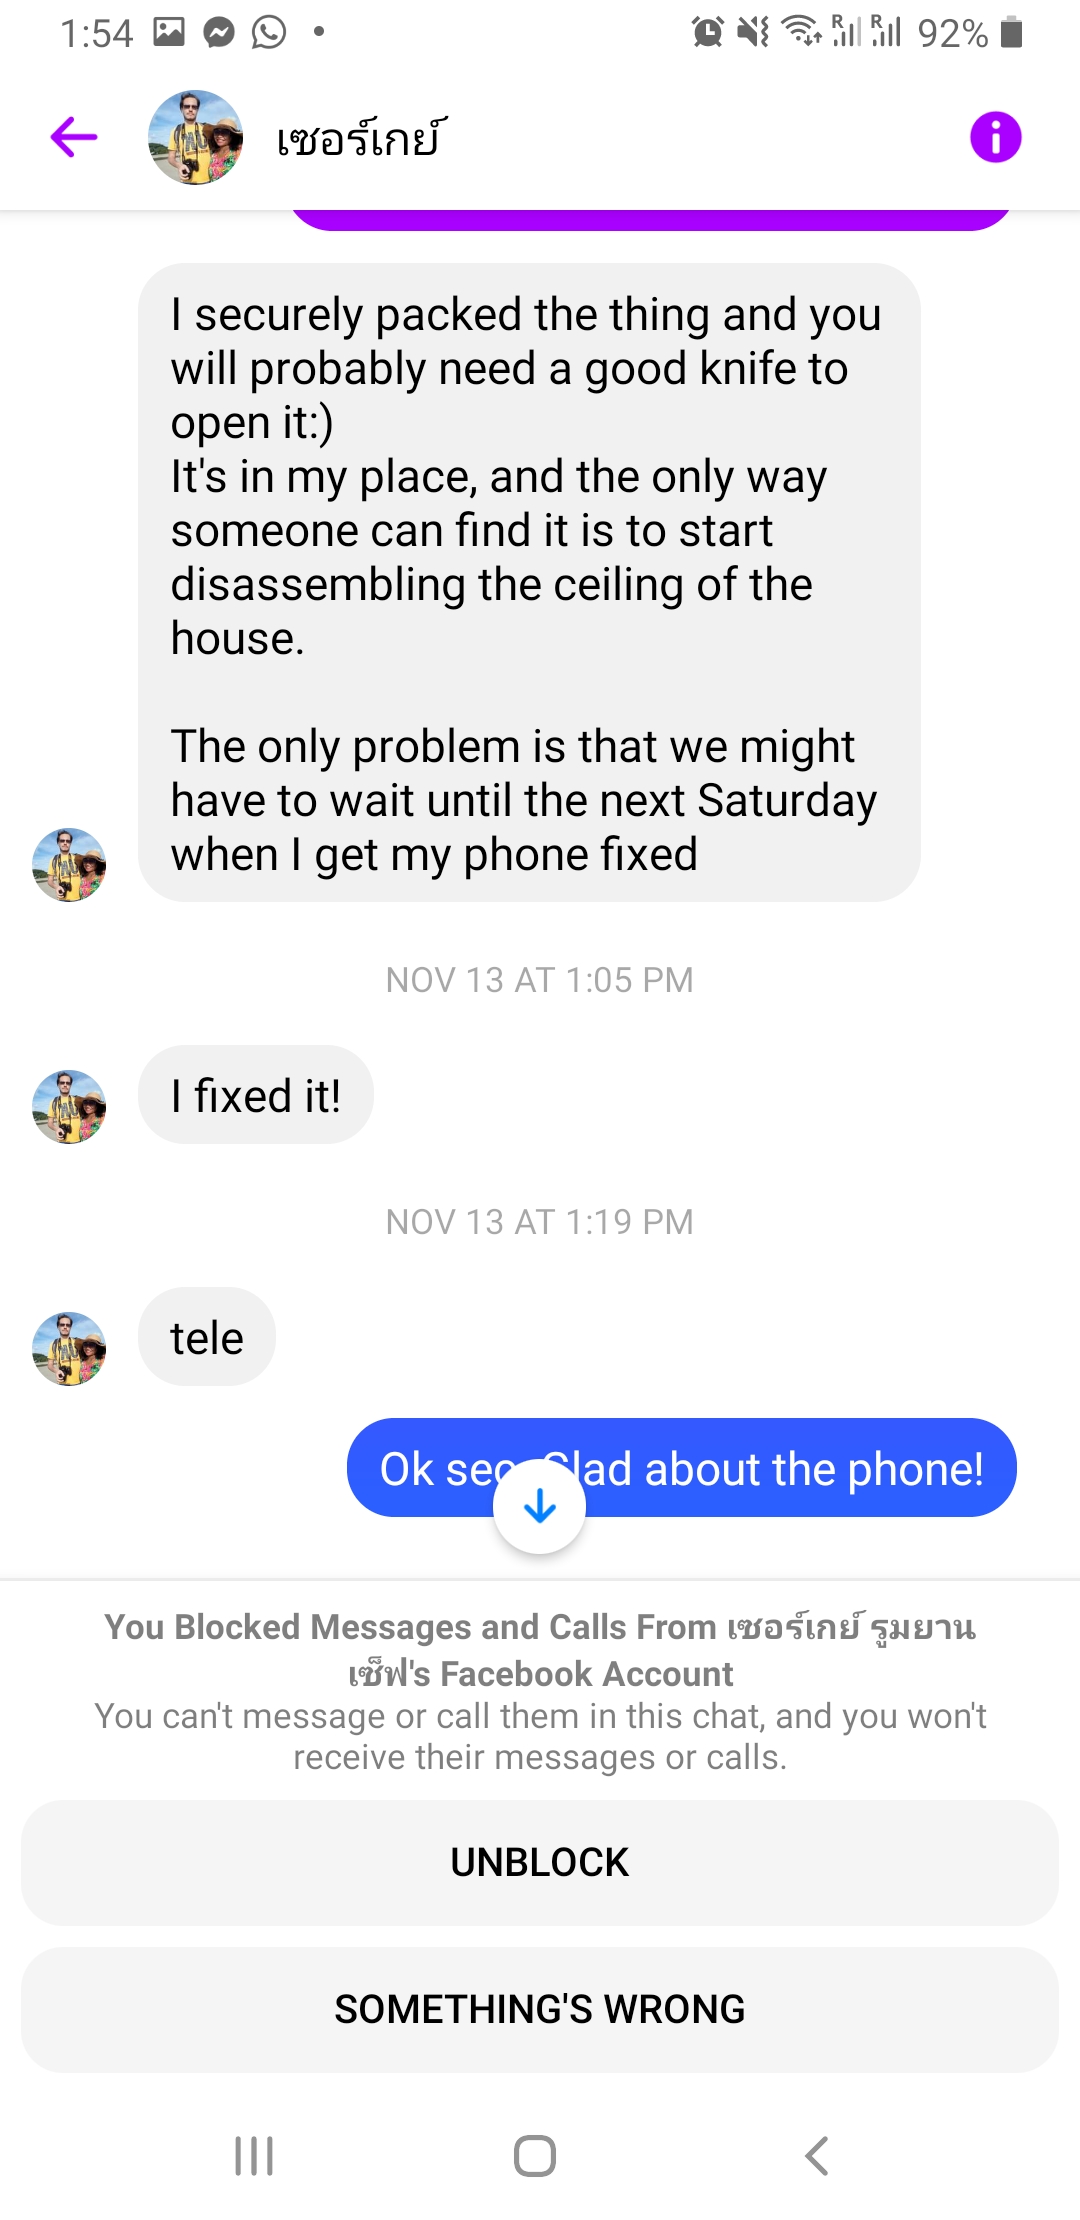 1:54
92%
เซอร์เกย์
I securely packed the thing and you
will probably need a good knife to
open it:)
It's in my place, and the only way
someone can find it is to start
disassembling the ceiling of the
house.
The only problem is that we might
have to wait until the next Saturday
when I get my phone fixed
NOV 13 AT 1:05 PM
I fixed it!
NOV 13 AT 1:19 PM
tele
Ok about the phone!
You Blocked Messages and Calls From เซอร์เกย์ รูมยาน
เซ็ฟ's Facebook Account
You can't message or call them in this chat, and you won't
receive their messages or calls.
UNBLOCK
SOMETHING'S WRONG